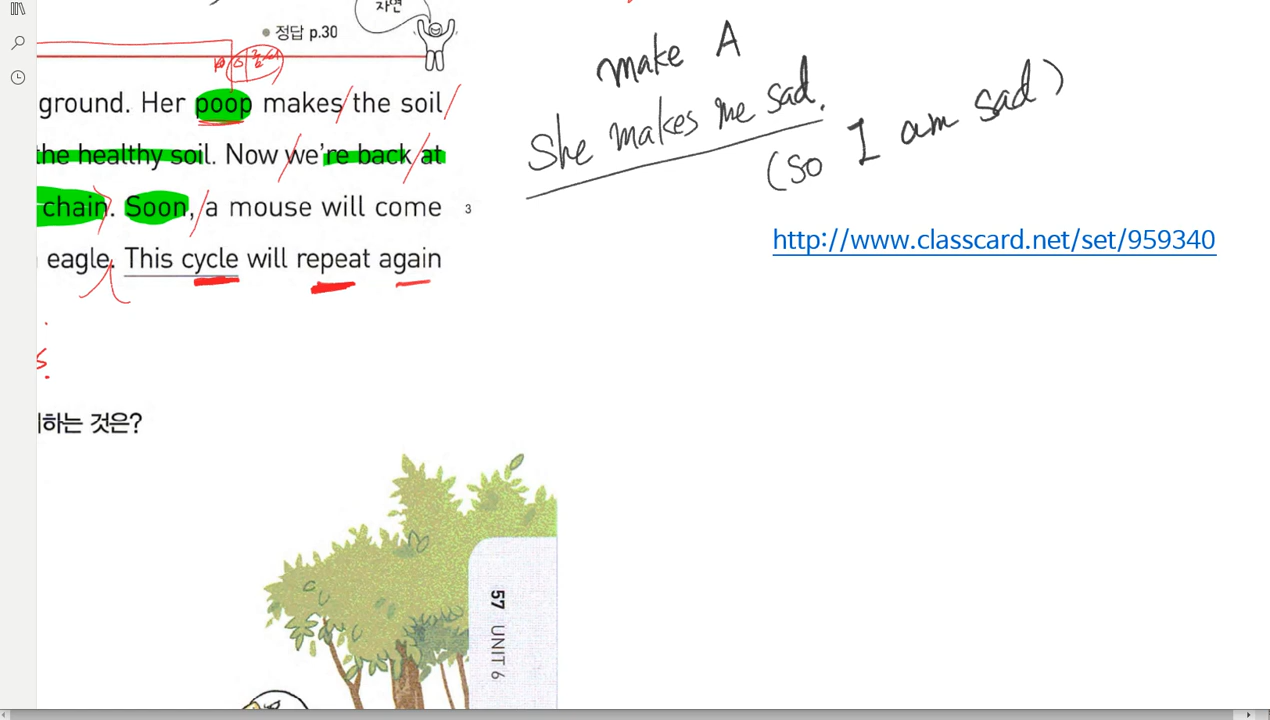 자연
정답 p.30
ground. Her poop makes the soil
the healthy soil. Now we're back at
chain. Soon, a mouse will come
3
eagle. This cycle will repeat again
하는 것은?
57 UNIT 6
make A
She makes me sad.
(so I am sad)
http://www.classcard.net/set/959340